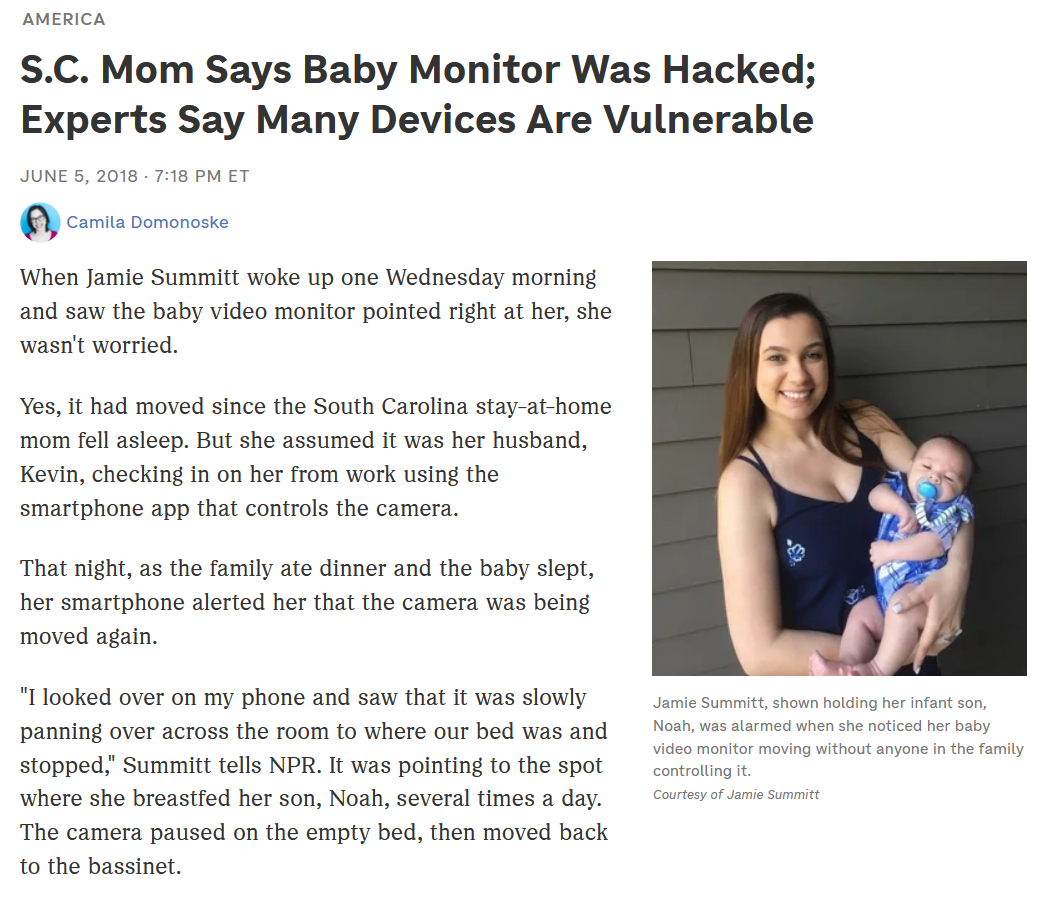 AMERICA
S.C. Mom Says Baby Monitor Was Hacked;
Experts Say Many Devices Are Vulnerable
JUNE 5, 2018 · 7:18 PM ET
Camila Domonoske
When Jamie Summitt woke up one Wednesday morning
and saw the baby video monitor pointed right at her, she
wasn't worried.
Yes, it had moved since the South Carolina stay-at-home
mom fell asleep. But she assumed it was her husband,
Kevin, checking in on her from work using the
smartphone app that controls the camera.
That night, as the family ate dinner and the baby slept,
her smartphone alerted her that the camera was being
moved again.
"I looked over on my phone and saw that it was slowly
panning over across the room to where our bed was and
stopped," Summitt tells NPR. It was pointing to the spot
where she breastfed her son, Noah, several times a day.
The camera paused on the empty bed, then moved back
to the bassinet.
Jamie Summitt, shown holding her infant son,
Noah, was alarmed when she noticed her baby
video monitor moving without anyone in the family
controlling it.
Courtesy of Jamie Summitt